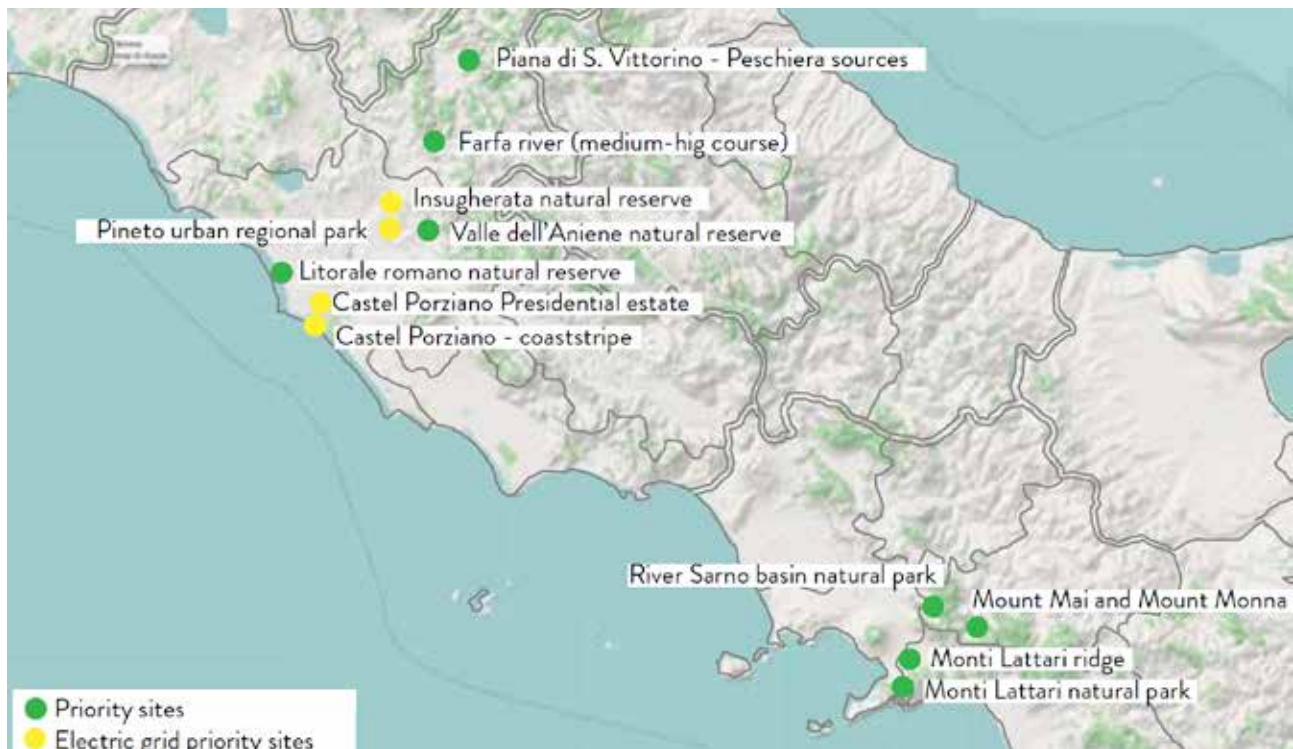 Piana di S. Vittorino - Peschiera sources
Farfa river (medium-hig course)
Insugherata natural reserve
Pineto urban regional park
Valle dell'Aniene natural reserve
Litorale romano natural reserve
Castel Porziano Presidential estate
Castel Porziano - coaststripe
River Sarno basin natural park
Mount Mai and Mount Monna
Monti Lattari ridge
Monti Lattari natural park
Priority sites
Electric grid priority sites